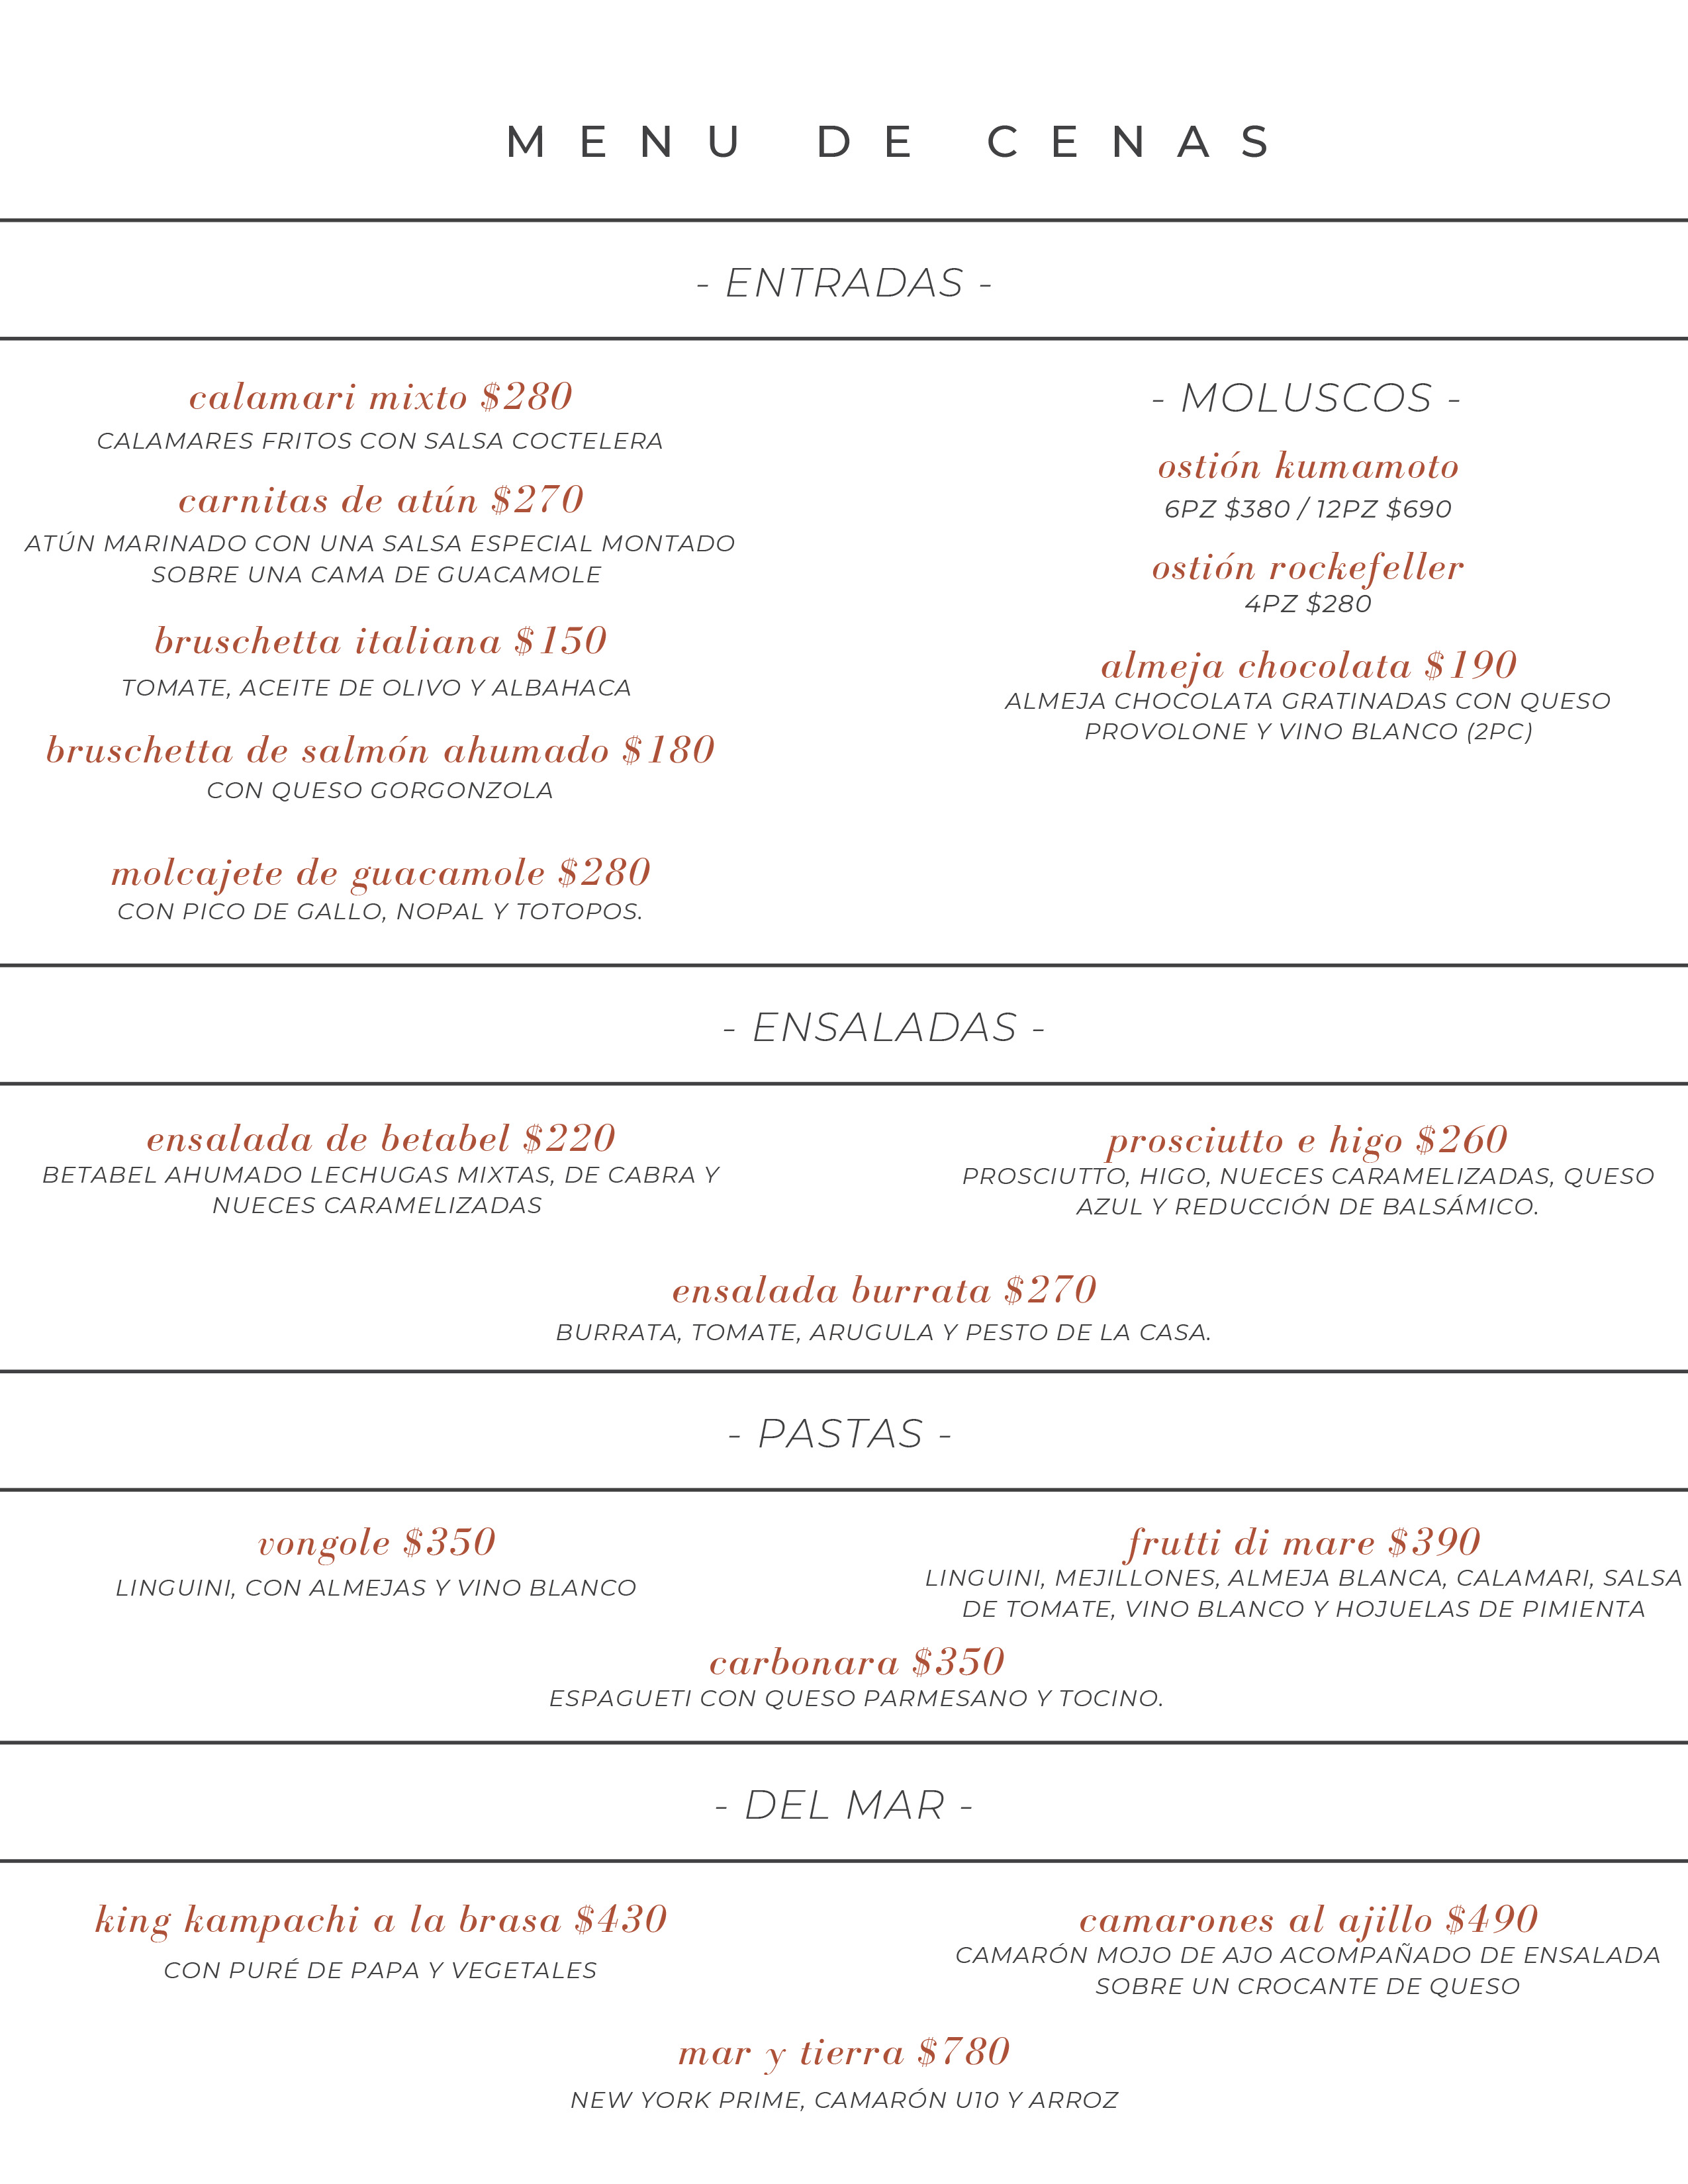 MENU DE CENAS
- ENTRADAS -
calamari mixto $280
CALAMARES FRITOS CON SALSA COCTELERA
carnitas de atún $270
ATÚN MARINADO CON UNA SALSA ESPECIAL MONTADO
SOBRE UNA CAMA DE GUACAMOLE
bruschetta italiana $150
TOMATE, ACEITE DE OLIVO Y ALBAHACA
bruschetta de salmón ahumado $180
CON QUESO GORGONZOLA
molcajete de guacamole $280
CON PICO DE GALLO, NOPAL Y TOTOPOS.
- MOLUSCOS -
ostión kumamoto
6PZ $380 / 12PZ $690
ostión rockefeller
4PZ $280
almeja chocolata $190
ALMEJA CHOCOLATA GRATINADAS CON QUESO
PROVOLONE Y VINO BLANCO (2PC)
- ENSALADAS -
ensalada de betabel $220
BETABEL AHUMADO LECHUGAS MIXTAS, DE CABRA Y
NUECES CARAMELIZADAS
prosciutto e higo $260
PROSCIUTTO, HIGO, NUECES CARAMELIZADAS, QUESO
AZUL Y REDUCCIÓN DE BALSÁMICO.
ensalada burrata $270
BURRATA, TOMATE, ARUGULA Y PESTO DE LA CASA.
- PASTAS -
vongole $350
LINGUINI, CON ALMEJAS Y VINO BLANCO
frutti di mare $390
LINGUINI, MEJILLONES, ALMEJA BLANCA, CALAMARI, SALSA
DE TOMATE, VINO BLANCO Y HOJUELAS DE PIMIENTA
carbonara $350
ESPAGUETI CON QUESO PARMESANO Y TOCINO.
- DEL MAR -
king kampachi a la brasa $430
CON PURÉ DE PAPA Y VEGETALES
camarones al ajillo $490
CAMARÓN MOJO DE AJO ACOMPAÑADO DE ENSALADA
SOBRE UN CROCANTE DE QUESO
mar y tierra $780
NEW YORK PRIME, CAMARÓN U10 Y ARROZ